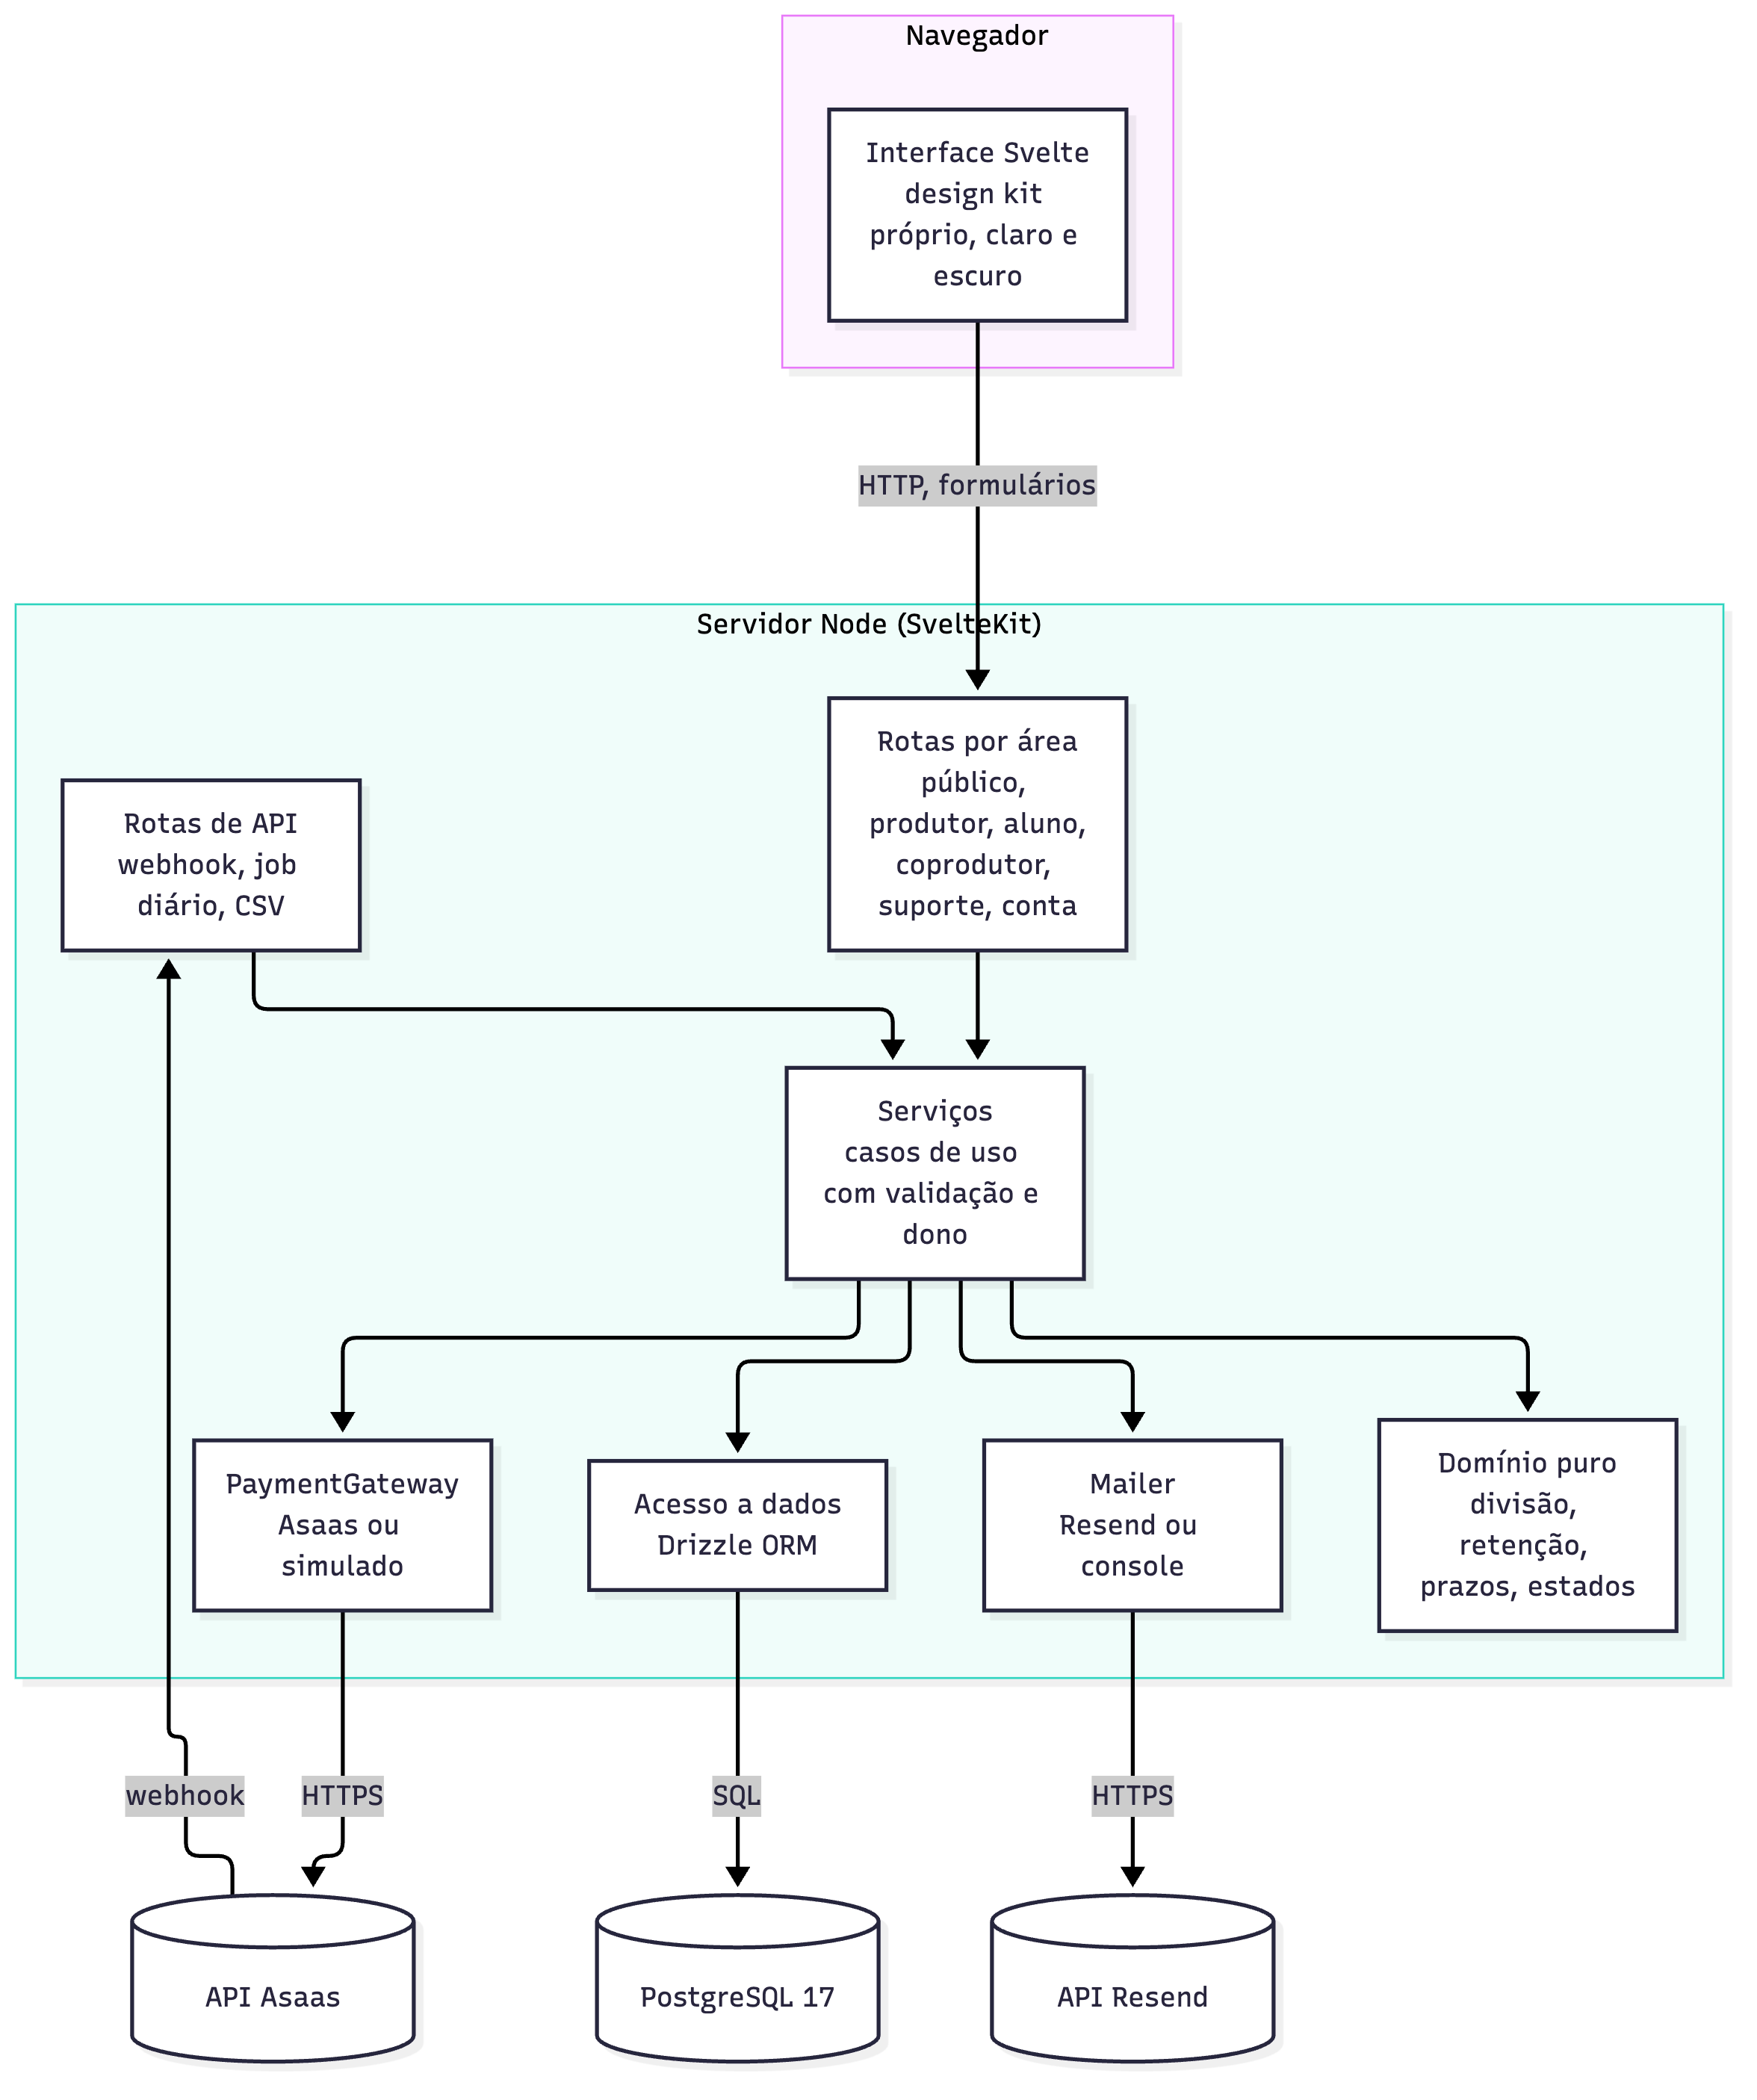 Navegador
Interface Svelte
design kit
próprio, claro e
escuro
HTTP, formulários
Servidor Node (SvelteKit)
Rotas por área
público,
produtor, aluno,
coprodutor,
suporte, conta
Rotas de API
webhook, job
diário, CSV
Serviços
casos de uso
com validação e
dono
PaymentGateway
Asaas ou
simulado
Acesso a dados
Drizzle ORM
Mailer
Resend ou
console
Domínio puro
divisão,
retenção,
prazos, estados
webhook
HTTPS
SQL
HTTPS
API Asaas
PostgreSQL 17
API Resend